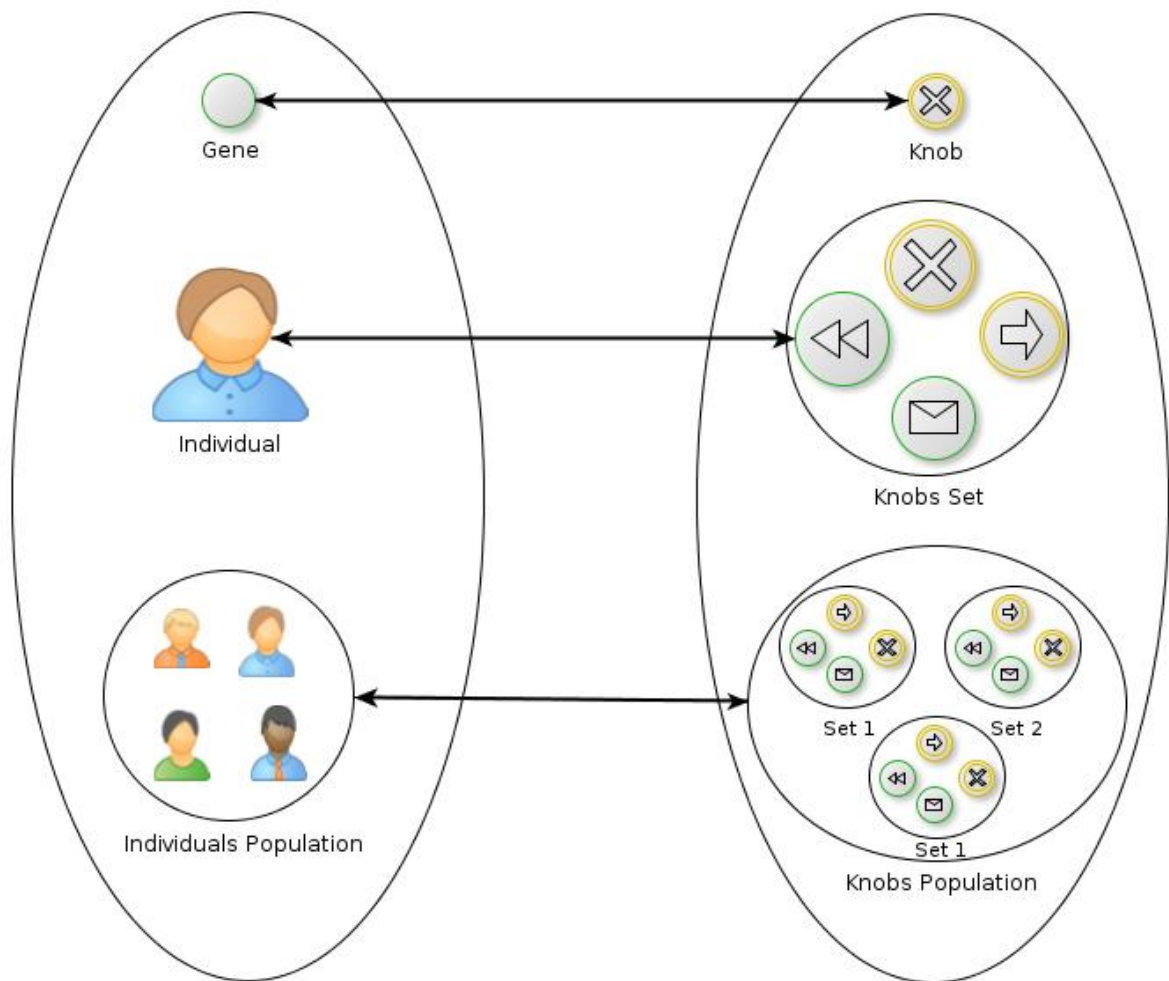 Gene
Knob
Individual
Knobs Set
Set 1
Set 2
Set 1
Individuals Population
Knobs Population